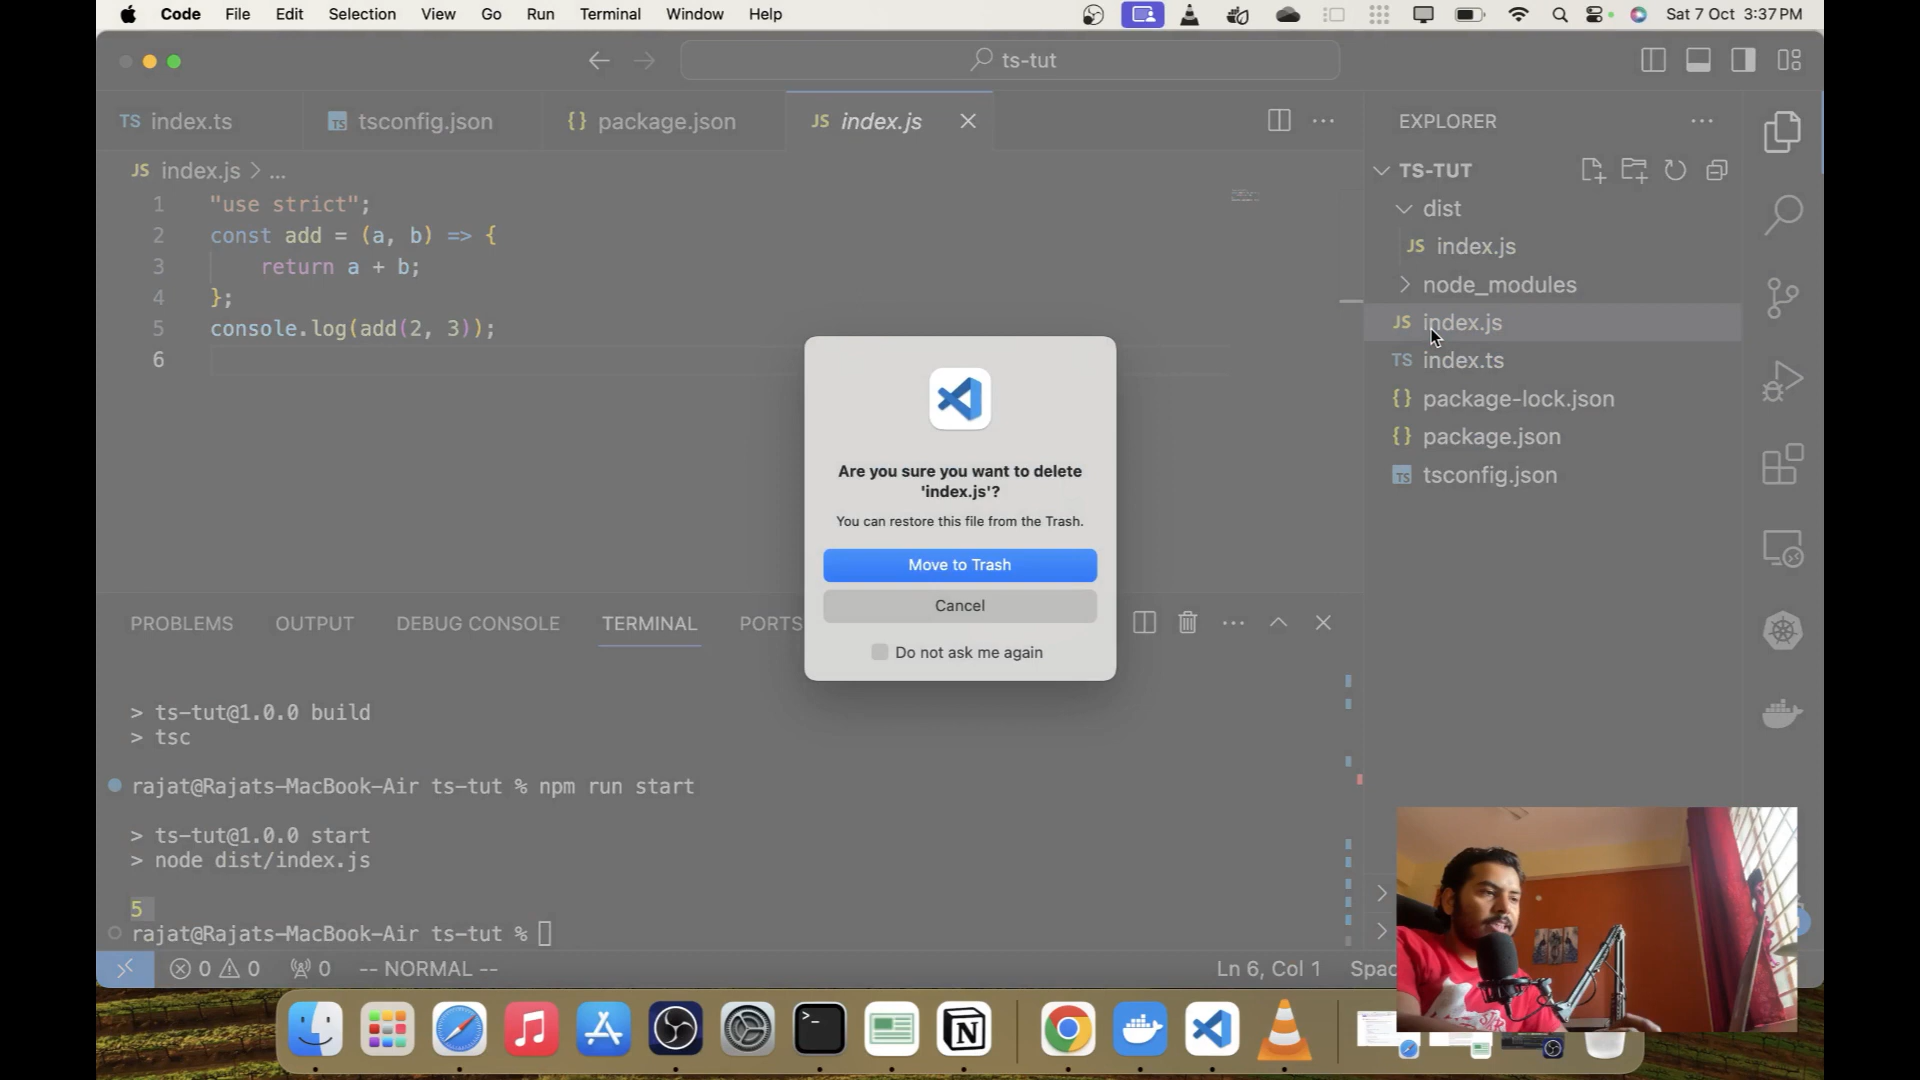 Code File Edit Selection View Go Run Terminal Window Help Sat 7 Oct 3:37 PM
ts-tut
TS index.ts TS tsconfig.json {} package.json JS index.js
JS index.js > ...
1 "use strict";
2 const add = (a, b) => {
3 return a + b;
4 };
5 console.log(add(2, 3));
6
EXPLORER
TS-TUT
dist
JS index.js
node_modules
JS index.js
TS index.ts
{} package-lock.json
{} package.json
TS tsconfig.json
Are you sure you want to delete
'index.js'?
You can restore this file from the Trash.
Move to Trash
Cancel
Do not ask me again
PROBLEMS OUTPUT DEBUG CONSOLE TERMINAL PORTS
> ts-tut@1.0.0 build
> tsc
rajat@Rajats-MacBook-Air ts-tut % npm run start
> ts-tut@1.0.0 start
> node dist/index.js
5
rajat@Rajats-MacBook-Air ts-tut %
0 0 0 -- NORMAL -- Ln 6, Col 1 Spac